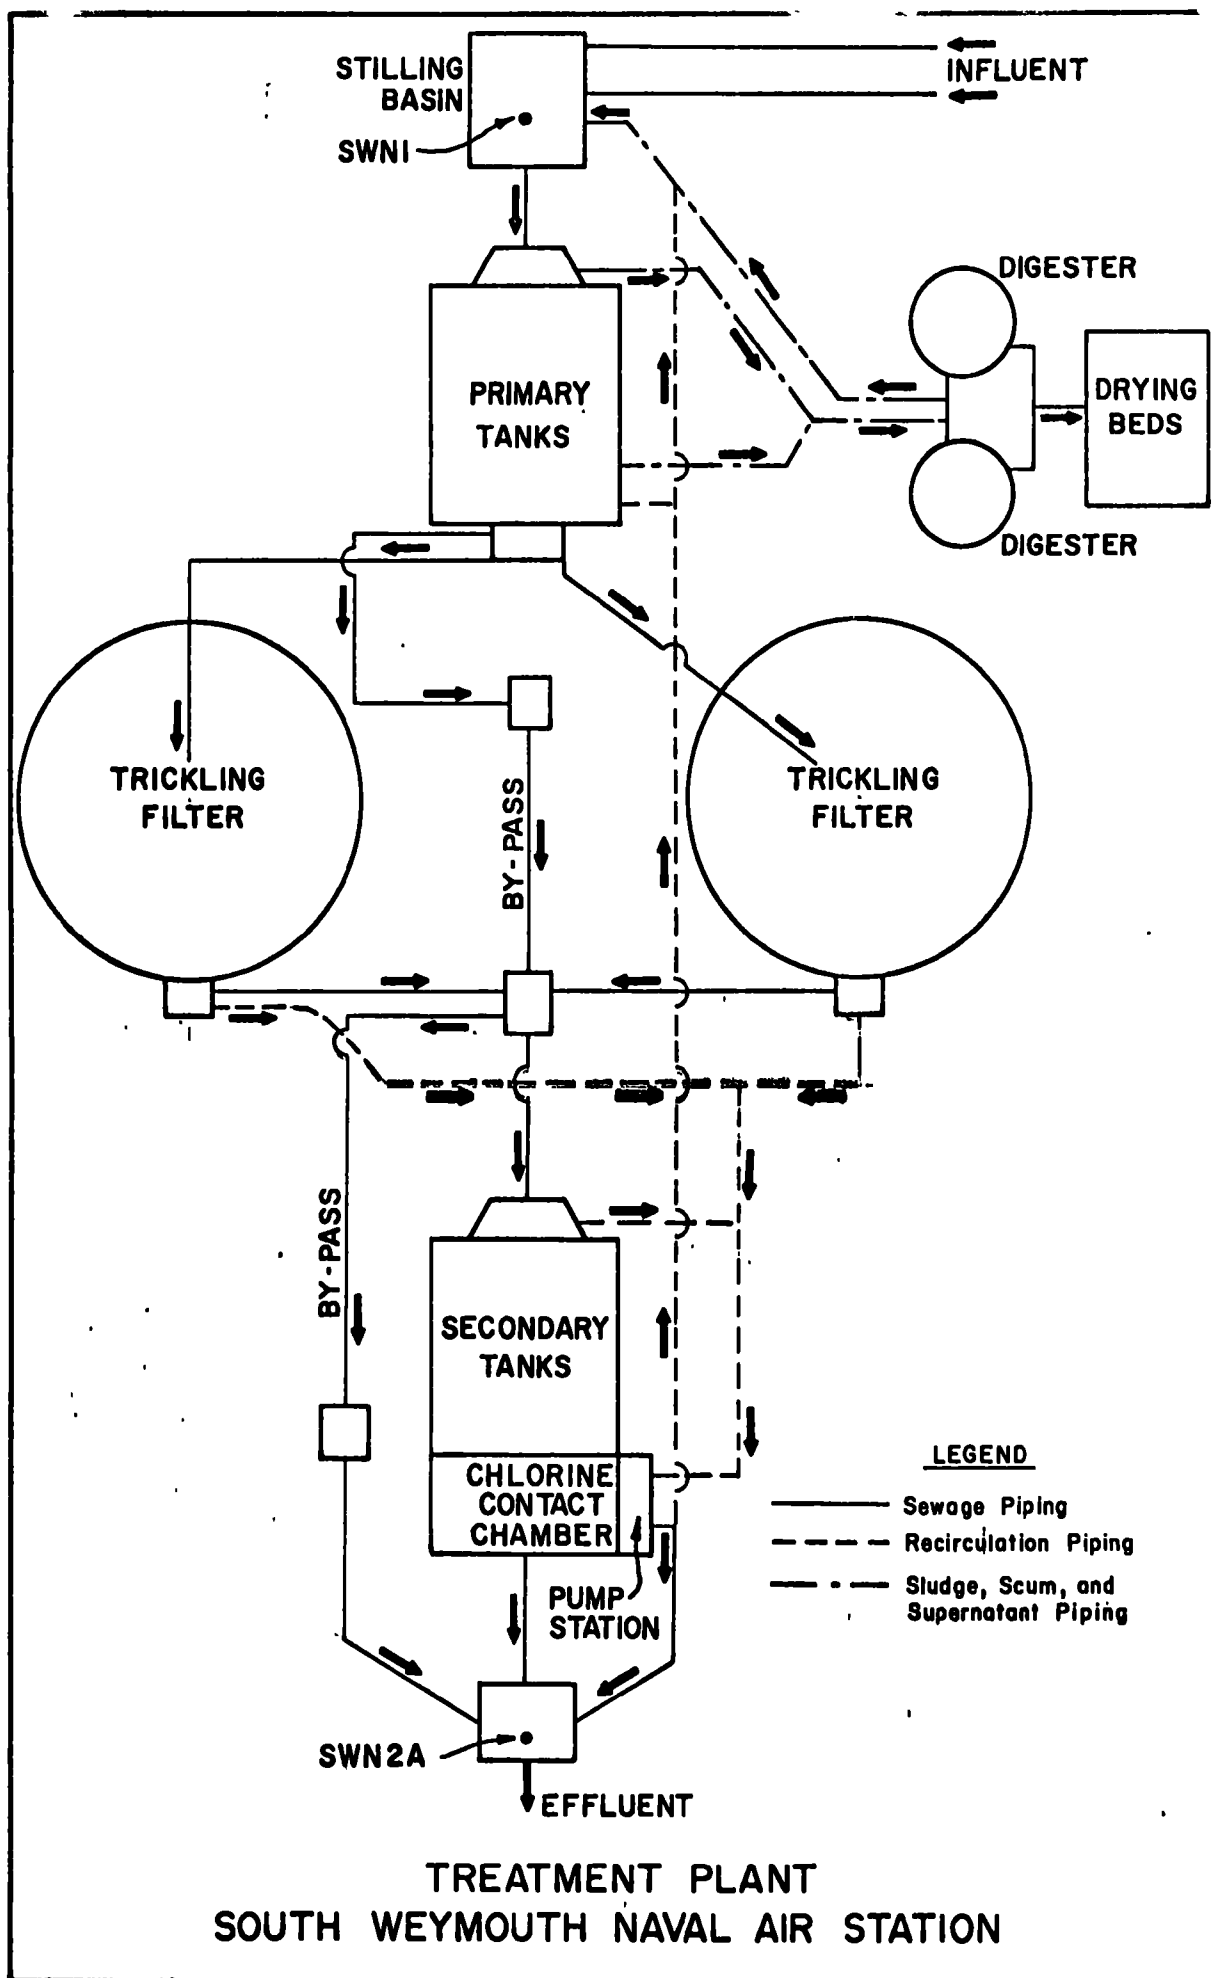 STILLING
BASIN
INFLUENT
SWN1
DIGESTER
PRIMARY
TANKS
DRYING
BEDS
DIGESTER
TRICKLING
FILTER
BY-PASS
TRICKLING
FILTER
BY-PASS
SECONDARY
TANKS
CHLORINE
CONTACT
CHAMBER
PUMP
STATION
LEGEND
Sewage Piping
Recirculation Piping
Sludge, Scum, and
Supernatant Piping
SWN2A
EFFLUENT
TREATMENT PLANT
SOUTH WEYMOUTH NAVAL AIR STATION